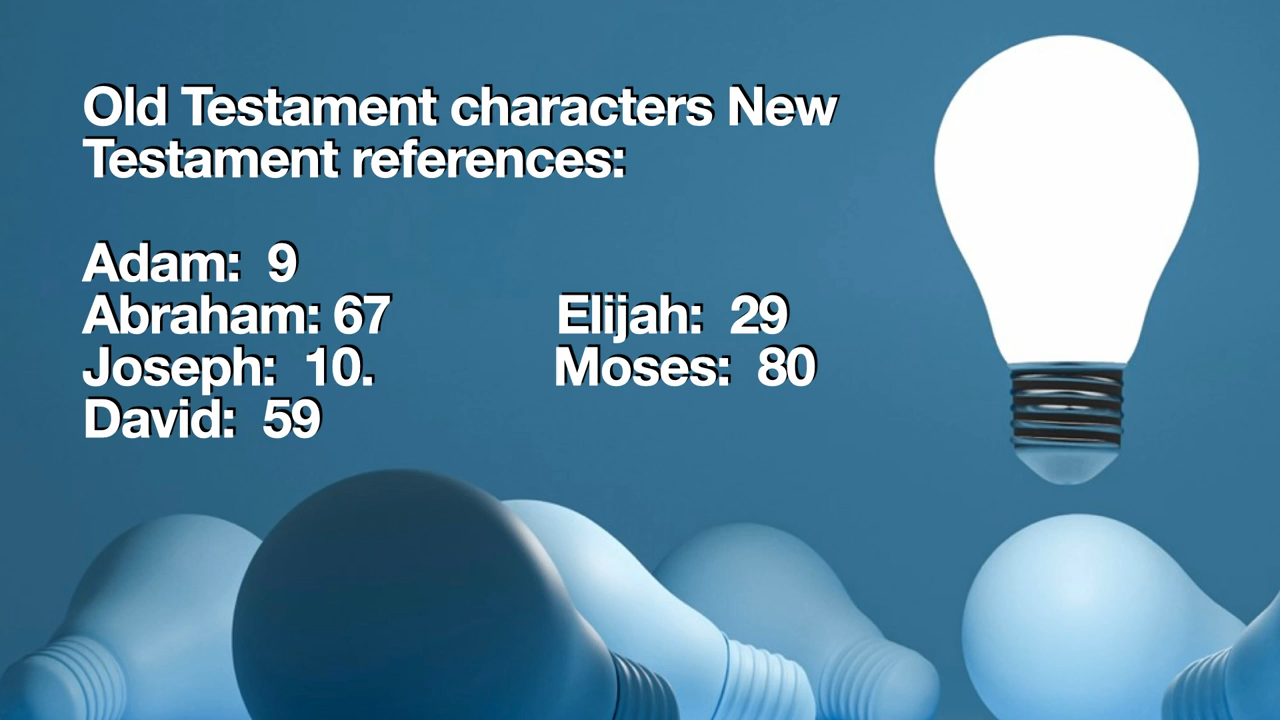 Old Testament characters New
Testament references:
Adam: 9
Abraham: 67
Joseph: 10.
David: 59
Elijah: 29
Moses: 80